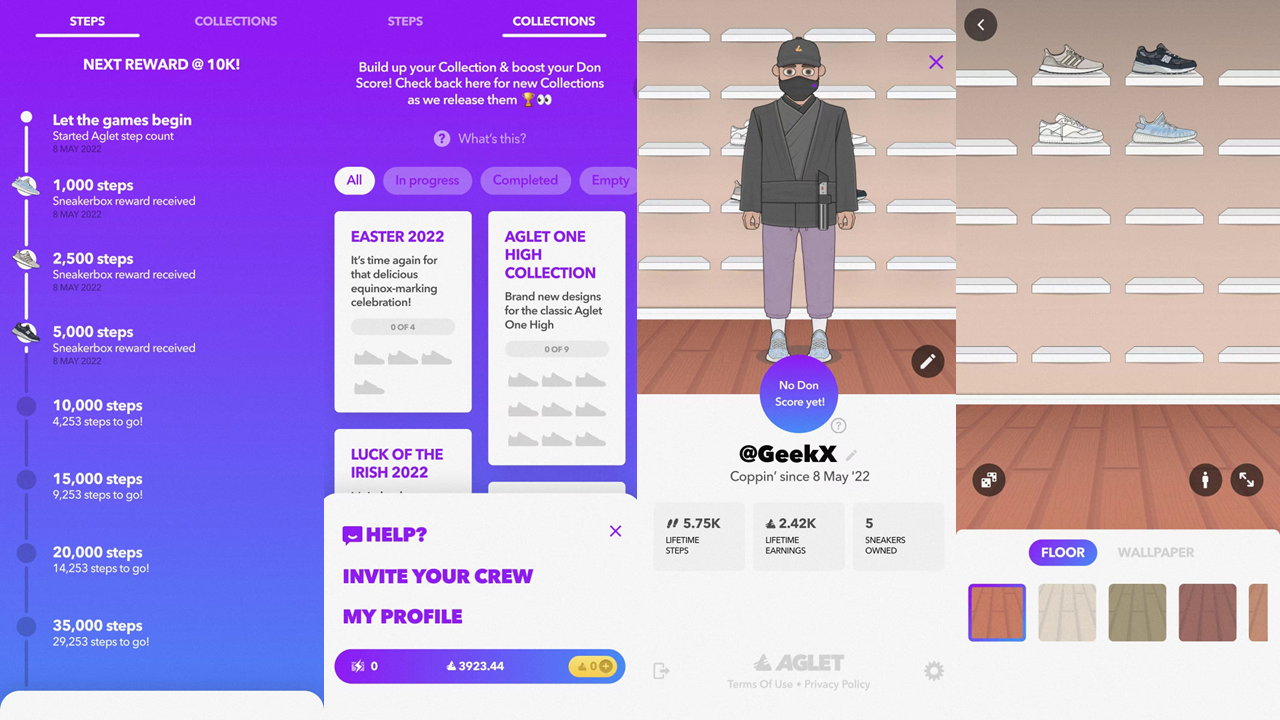 STEPS
COLLECTIONS
NEXT REWARD @ 10K!
Let the games begin
Started Aglet step count
8 MAY 2022
1,000 steps
Sneakerbox reward received
8 MAY 2022
2,500 steps
Sneakerbox reward received
8 MAY 2022
5,000 steps
Sneakerbox reward received
8 MAY 2022
10,000 steps
4,253 steps to go!
15,000 steps
9,253 steps to go!
20,000 steps
14,253 steps to go!
35,000 steps
29,253 steps to go!
STEPS
COLLECTIONS
Build up your Collection & boost your Don
Score! Check back here for new Collections
as we release them 🏆👀
? What's this?
All
In progress
Completed
Empty
EASTER 2022
It's time again for
that delicious
equinox-marking
celebration!
0 OF 4
AGLET ONE
HIGH
COLLECTION
Brand new designs
for the classic Aglet
One High
0 OF 9
LUCK OF THE
IRISH 2022
HELP?
INVITE YOUR CREW
MY PROFILE
0
3923.44
0
No Don
Score yet!
?
@GeekX
Coppin' since 8 May '22
5.75K
LIFETIME
STEPS
2.42K
LIFETIME
EARNINGS
5
SNEAKERS
OWNED
AGLET
Terms Of Use • Privacy Policy
FLOOR
WALLPAPER